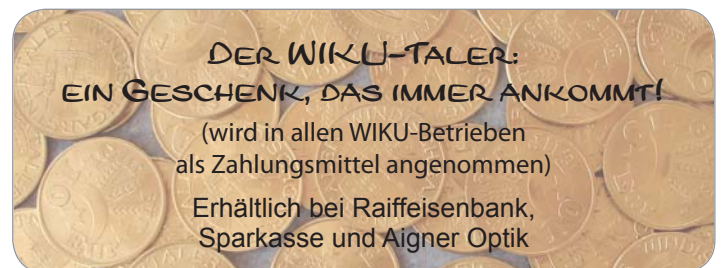 Der WIKU-Taler:
ein Geschenk, das immer ankommt!
(wird in allen WIKU-Betrieben
als Zahlungsmittel angenommen)
Erhältlich bei Raiffeisenbank,
Sparkasse und Aigner Optik